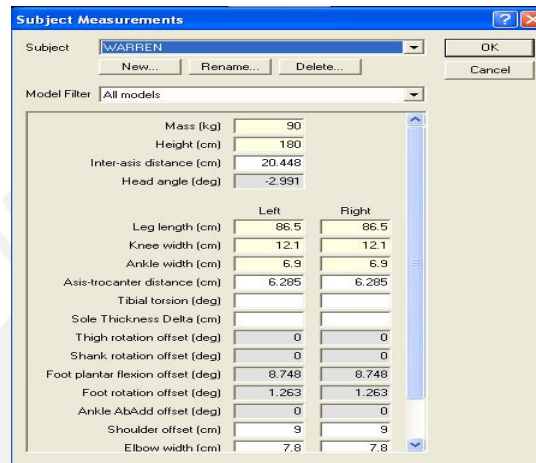 Subject Measurements
Subject WARREN OK
New... Rename... Delete... Cancel
Model Filter All models
Mass (kg) 90
Height (cm) 180
Inter-asis distance (cm) 20.448
Head angle (deg) -2.991
Left Right
Leg length (cm) 86.5 86.5
Knee width (cm) 12.1 12.1
Ankle width (cm) 6.9 6.9
Asis-trocanter distance (cm) 6.285 6.285
Tibial torsion (deg)
Sole Thickness Delta (cm)
Thigh rotation offset (deg) 0 0
Shank rotation offset (deg) 0 0
Foot plantar flexion offset (deg) 8.748 8.748
Foot rotation offset (deg) 1.263 1.263
Ankle AbAdd offset (deg) 0 0
Shoulder offset (cm) 9 9
Elbow width (cm) 7.8 7.8